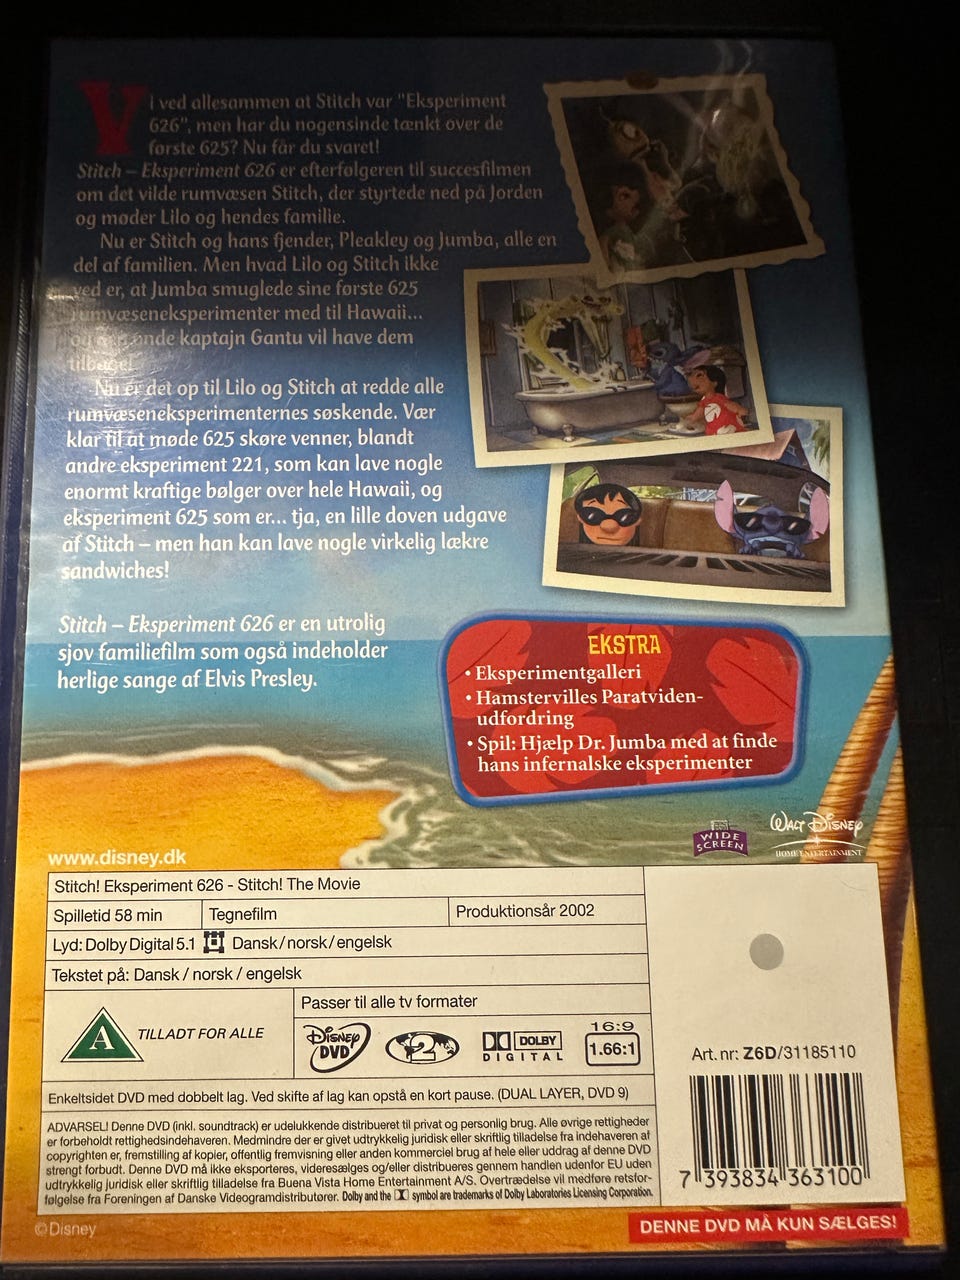 Vi ved allesammen at Stitch var "Eksperiment
626", men har du nogensinde tænkt over de
første 625? Nu får du svaret!
Stitch – Eksperiment 626 er efterfølgeren til succesfilmen
om det vilde rumvæsen Stitch, der styrtede ned på Jorden
og møder Lilo og hendes familie.
Nu er Stitch og hans fjender, Pleakley og Jumba, alle en
del af familien. Men hvad Lilo og Stitch ikke
ved er, at Jumba smuglede sine første 625
rumvæseneksperimenter med til Hawaii...
og den onde kaptajn Gantu vil have dem
tilbage!
Nu er det op til Lilo og Stitch at redde alle
rumvæseneksperimenternes søskende. Vær
klar til at møde 625 skøre venner, blandt
andre eksperiment 221, som kan lave nogle
enormt kraftige bølger over hele Hawaii, og
eksperiment 625 som er... tja, en lille doven udgave
af Stitch – men han kan lave nogle virkelig lækre
sandwiches!
Stitch – Eksperiment 626 er en utrolig
sjov familiefilm som også indeholder
herlige sange af Elvis Presley.
EKSTRA
• Eksperimentgalleri
• Hamstervilles Paratviden-
udfordring
• Spil: Hjælp Dr. Jumba med at finde
hans infernalske eksperimenter
WIDE
SCREEN
WALT DISNEY
HOME ENTERTAINMENT
www.disney.dk
Stitch! Eksperiment 626 - Stitch! The Movie
Spilletid 58 min Tegnefilm Produktionsår 2002
Lyd: Dolby Digital 5.1 Dansk / norsk / engelsk
Tekstet på: Dansk / norsk / engelsk
A TILLADT FOR ALLE
Passer til alle tv formater
DISNEY
DVD
2
DOLBY
DIGITAL
16:9
1.66:1
Enkeltsidet DVD med dobbelt lag. Ved skifte af lag kan opstå en kort pause. (DUAL LAYER, DVD 9)
ADVARSEL! Denne DVD (inkl. soundtrack) er udelukkende distribueret til privat og personlig brug. Alle øvrige rettigheder
er forbeholdt rettighedsindehaveren. Medmindre der er givet udtrykkelig juridisk eller skriftlig tilladelse fra indehaveren af
copyrighten er, fremstilling af kopier, offentlig fremvisning eller anden kommerciel brug af hele eller uddrag af denne DVD
strengt forbudt. Denne DVD må ikke eksporteres, videresælges og/eller distribueres gennem handlen udenfor EU uden
udtrykkelig juridisk eller skriftlig tilladelse fra Buena Vista Home Entertainment A/S. Overtrædelse vil medføre retsfor-
følgelse fra Foreningen af Danske Videogramdistributører. Dolby and the symbol are trademarks of Dolby Laboratories Licensing Corporation.
Art. nr: Z6D/31185110
7 393834 363100
©Disney
DENNE DVD MÅ KUN SÆLGES!